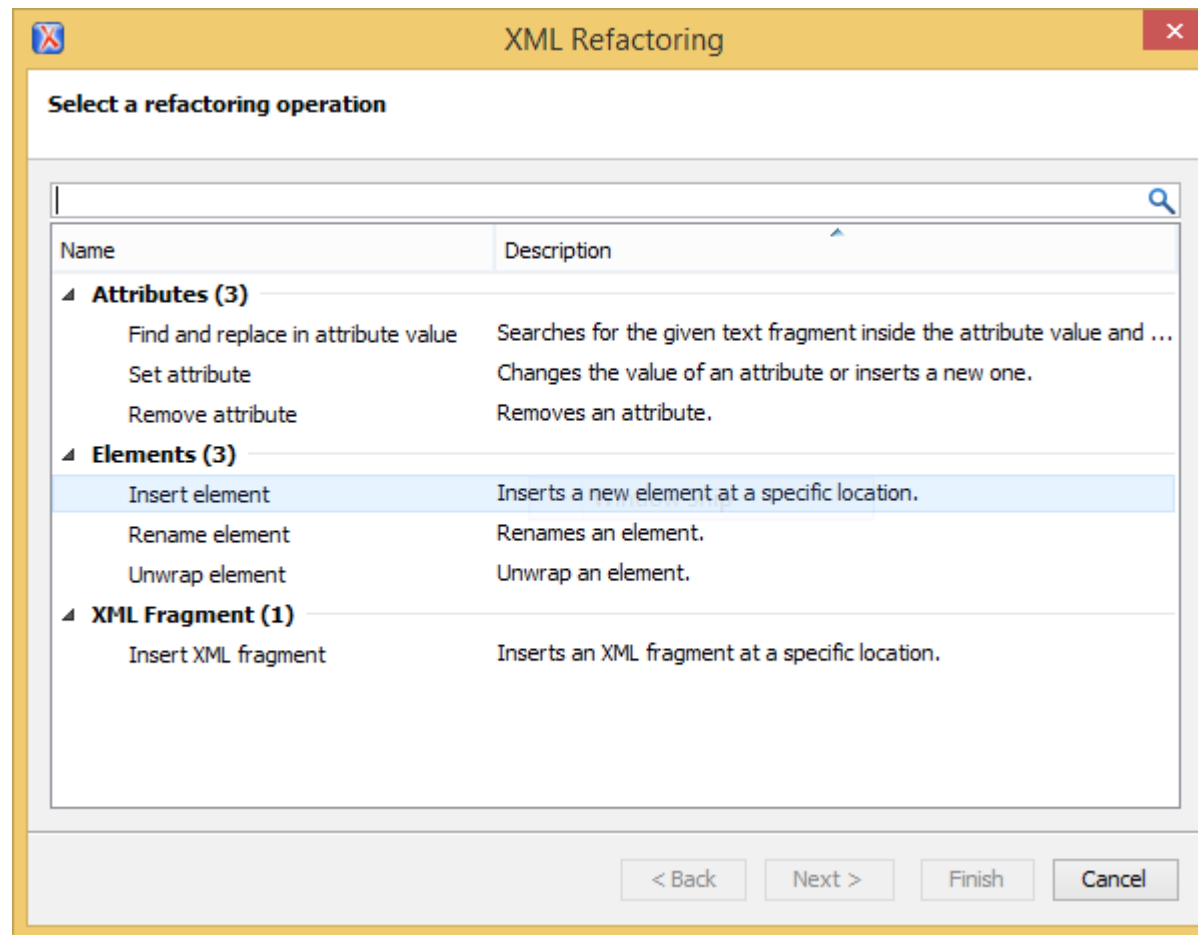 XML Refactoring
Select a refactoring operation
Name Description
Attributes (3)
Find and replace in attribute value Searches for the given text fragment inside the attribute value and ...
Set attribute Changes the value of an attribute or inserts a new one.
Remove attribute Removes an attribute.
Elements (3)
Insert element Inserts a new element at a specific location.
Rename element Renames an element.
Unwrap element Unwrap an element.
XML Fragment (1)
Insert XML fragment Inserts an XML fragment at a specific location.
< Back Next > Finish Cancel